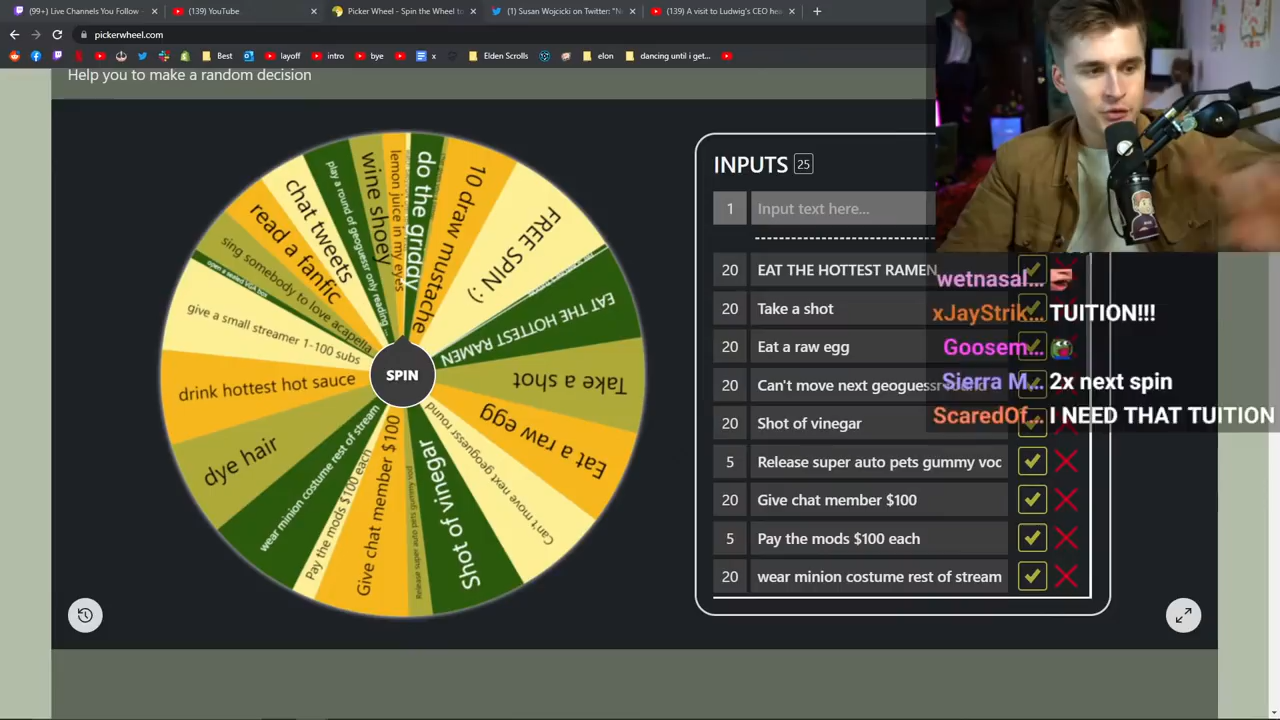 (99+) Live Channels You Follow -
(139) YouTube
Picker Wheel - Spin the Wheel to
(1) Susan Wojcicki on Twitter: "N
(139) A visit to Ludwig's CEO he
pickerwheel.com
Best
layoff
intro
bye
x
Elden Scrolls
elon
dancing until i get...
Help you to make a random decision
do the griddy
10 draw mustache
FREE SPIN :)
EAT THE HOTTEST RAMEN
Take a shot
Eat a raw egg
Can't move next geoguessr round
Shot of vinegar
Release super auto pets gummy vod
Give chat member $100
Pay the mods $100 each
wear minion costume rest of stream
dye hair
drink hottest hot sauce
give a small streamer 1-100 subs
open a sealed VGA box
sing somebody to love acapella
read a fanfic
chat tweets
play a round of geoguessr only reading ...
wine shoey
lemon juice in my eyes
SPIN
INPUTS 25
1 Input text here...
20 EAT THE HOTTEST RAMEN
20 Take a shot
20 Eat a raw egg
20 Can't move next geoguessr
20 Shot of vinegar
5 Release super auto pets gummy voc
20 Give chat member $100
5 Pay the mods $100 each
20 wear minion costume rest of stream
wetnasal...
xJayStrik... TUITION!!!
Goosem...
Sierra M... 2x next spin
ScaredOf... I NEED THAT TUITION